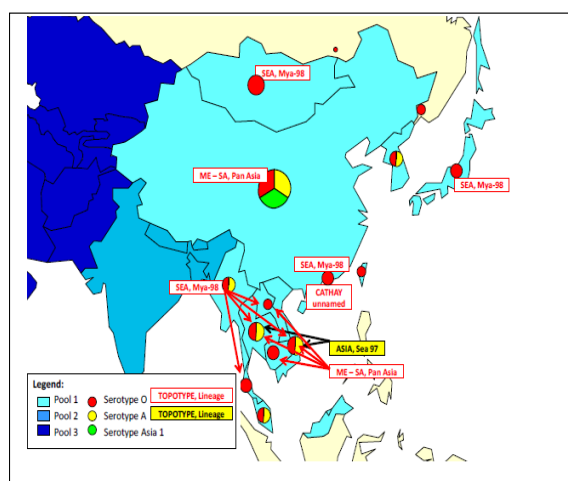 SEA, Mya-98
ME – SA, Pan Asia
SEA, Mya-98
SEA, Mya-98
CATHAY
unnamed
SEA, Mya-98
ASIA, Sea 97
ME – SA, Pan Asia
Legend:
Pool 1 Serotype O TOPOTYPE, Lineage
Pool 2 Serotype A TOPOTYPE, Lineage
Pool 3 Serotype Asia 1